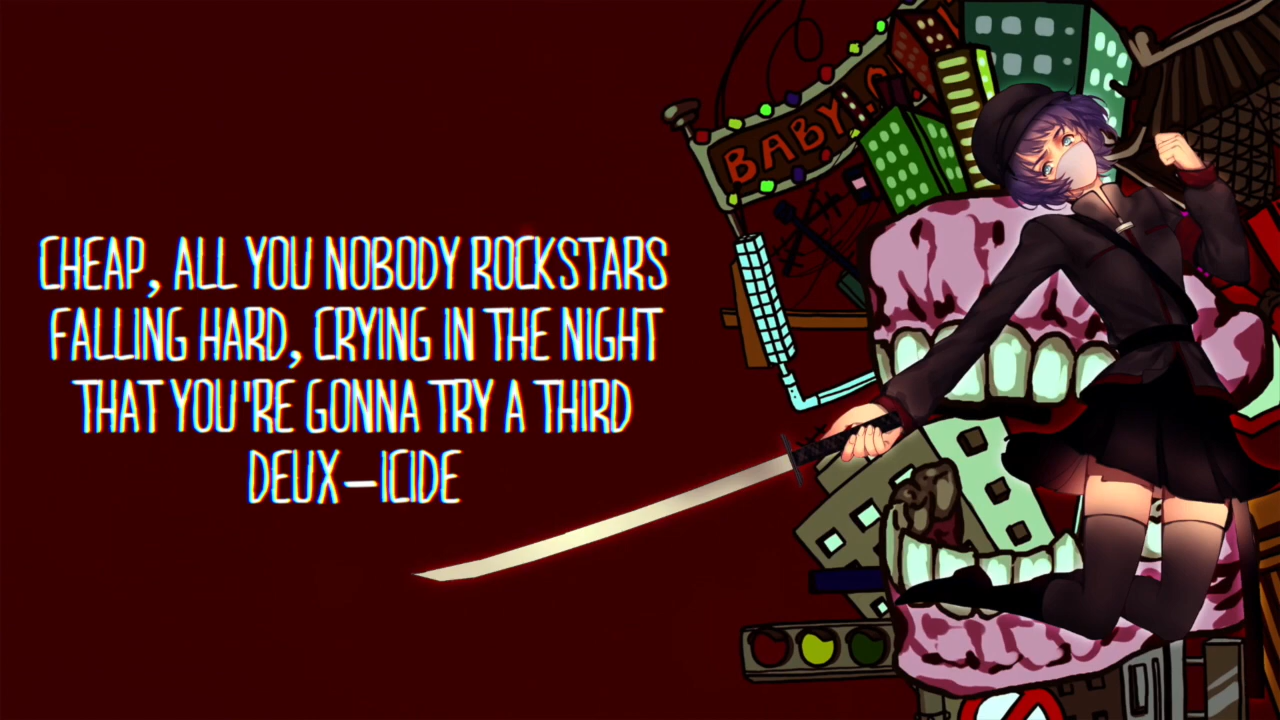 BABY
CHEAP, ALL YOU NOBODY ROCKSTARS
FALLING HARD, CRYING IN THE NIGHT
THAT YOU'RE GONNA TRY A THIRD
DEUX-ICIDE